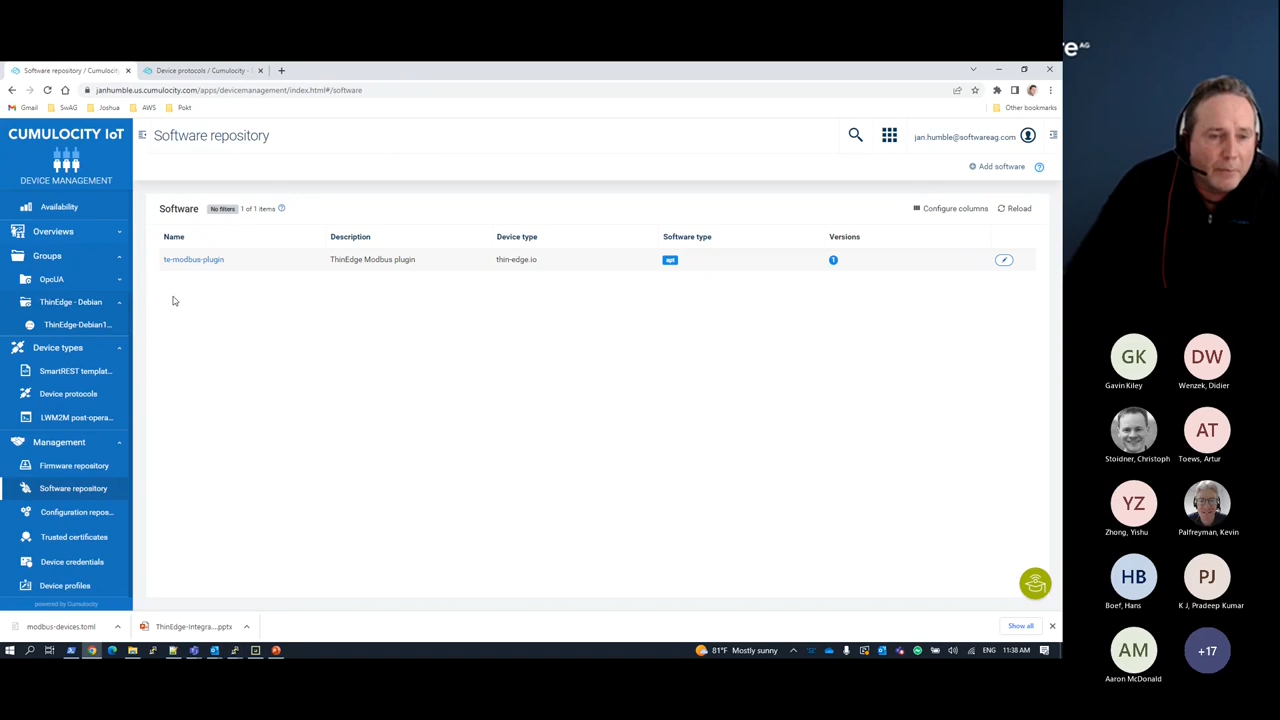 Software repository / Cumulocity
Device protocols / Cumulocity -
janhumble.us.cumulocity.com/apps/devicemanagement/index.html#/software
Gmail
SwAG
Joshua
AWS
Pokt
Other bookmarks
CUMULOCITY IoT
DEVICE MANAGEMENT
Availability
Overviews
Groups
OpcUA
ThinEdge - Debian
ThinEdge-Debian1...
Device types
SmartREST templat...
Device protocols
LWM2M post-opera...
Management
Firmware repository
Software repository
Configuration repos...
Trusted certificates
Device credentials
Device profiles
powered by Cumulocity
Software repository
jan.humble@softwareag.com
Add software
Software No filters 1 of 1 items
Configure columns
Reload
Name Description Device type Software type Versions
te-modbus-plugin ThinEdge Modbus plugin thin-edge.io apt 1
modbus-devices.toml
ThinEdge-integra....pptx
Show all
81°F Mostly sunny
ENG
11:38 AM
re AG
GK
Gavin Kiley
DW
Wenzek, Didier
Stoidner, Christoph
AT
Toews, Artur
YZ
Zhong, Yishu
Palfreyman, Kevin
HB
Boef, Hans
PJ
K J, Pradeep Kumar
AM
Aaron McDonald
+17